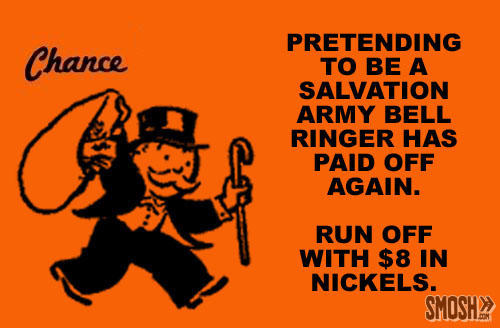 Chance
PRETENDING
TO BE A
SALVATION
ARMY BELL
RINGER HAS
PAID OFF
AGAIN.
RUN OFF
WITH $8 IN
NICKELS.
SMOSH
.COM